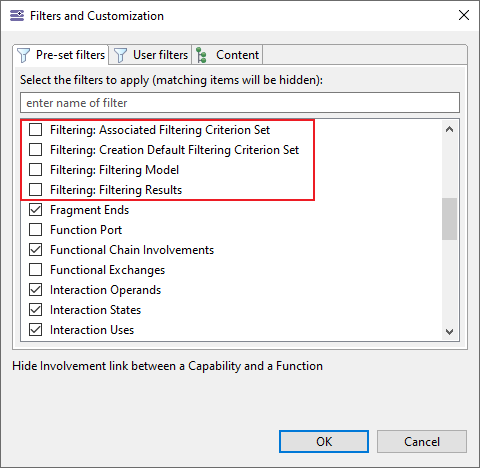 Filters and Customization
Pre-set filters
User filters
Content
Select the filters to apply (matching items will be hidden):
enter name of filter
Filtering: Associated Filtering Criterion Set
Filtering: Creation Default Filtering Criterion Set
Filtering: Filtering Model
Filtering: Filtering Results
Fragment Ends
Function Port
Functional Chain Involvements
Functional Exchanges
Interaction Operands
Interaction States
Interaction Uses
Hide Involvement link between a Capability and a Function
OK
Cancel